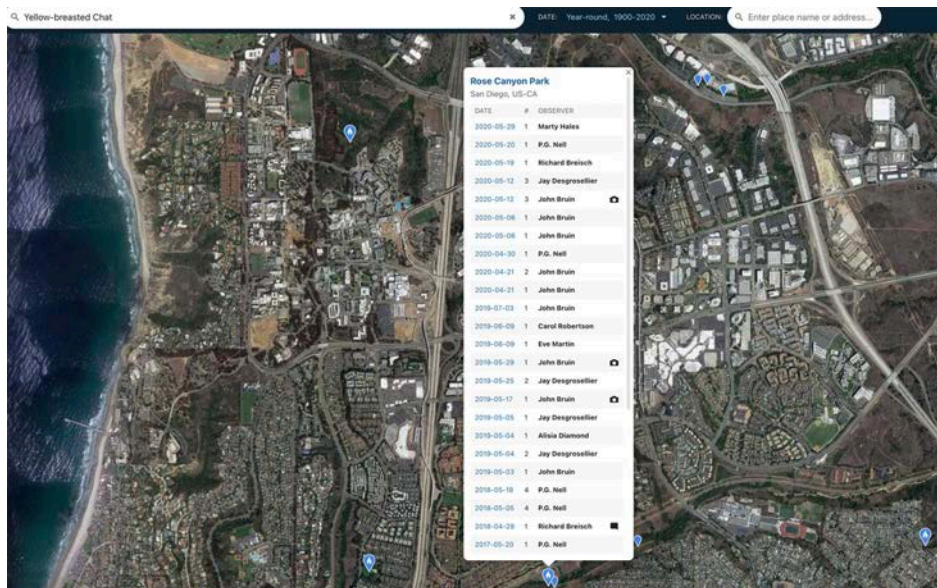 Yellow-breasted Chat
DATE: Year-round, 1900-2020
LOCATION: Enter place name or address...
Rose Canyon Park
San Diego, US-CA
DATE # OBSERVER
2020-05-29 1 Marty Hales
2020-05-20 1 P.G. Nell
2020-05-19 1 Richard Breisch
2020-05-12 3 Jay Desgrosellier
2020-05-12 3 John Bruin
2020-05-06 1 John Bruin
2020-05-06 1 John Bruin
2020-04-30 1 P.G. Nell
2020-04-21 2 John Bruin
2020-04-21 1 John Bruin
2019-07-03 1 John Bruin
2019-06-09 1 Carol Robertson
2019-06-09 1 Eve Martin
2019-05-29 1 John Bruin
2019-05-25 2 Jay Desgrosellier
2019-05-17 1 John Bruin
2019-05-05 1 Jay Desgrosellier
2019-05-04 1 Alisia Diamond
2019-05-04 2 Jay Desgrosellier
2019-05-03 1 John Bruin
2018-05-18 4 P.G. Nell
2018-05-05 4 P.G. Nell
2018-04-28 1 Richard Breisch
2017-05-20 1 P.G. Nell